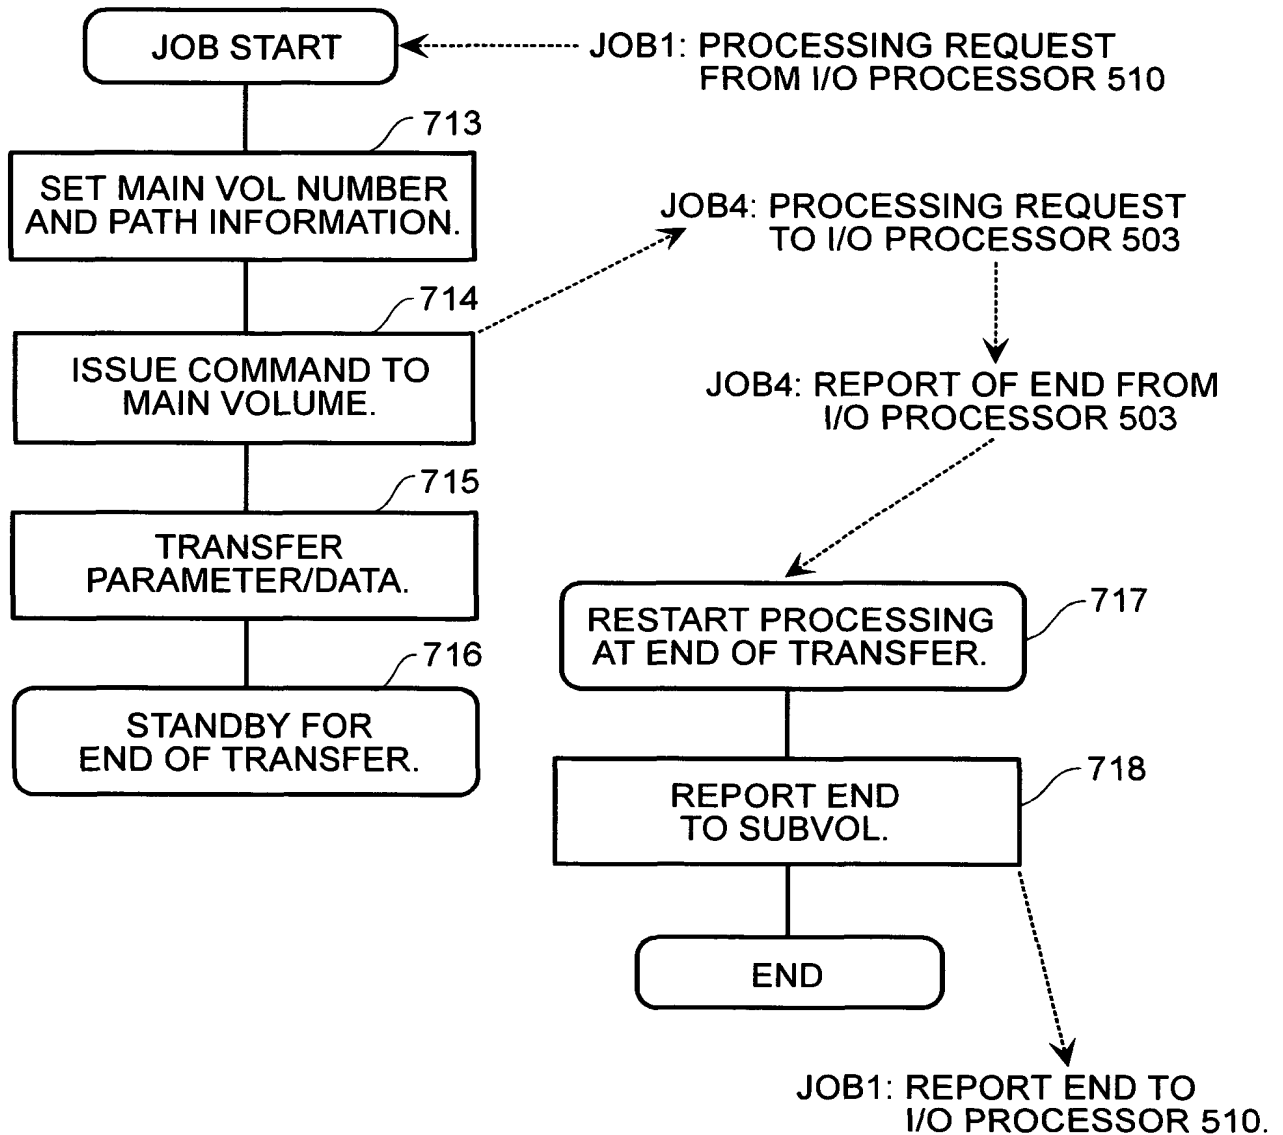 JOB START
JOB1: PROCESSING REQUEST
FROM I/O PROCESSOR 510
713
SET MAIN VOL NUMBER
AND PATH INFORMATION.
JOB4: PROCESSING REQUEST
TO I/O PROCESSOR 503
714
ISSUE COMMAND TO
MAIN VOLUME.
JOB4: REPORT OF END FROM
I/O PROCESSOR 503
715
TRANSFER
PARAMETER/DATA.
716
STANDBY FOR
END OF TRANSFER.
717
RESTART PROCESSING
AT END OF TRANSFER.
718
REPORT END
TO SUBVOL.
END
JOB1: REPORT END TO
I/O PROCESSOR 510.